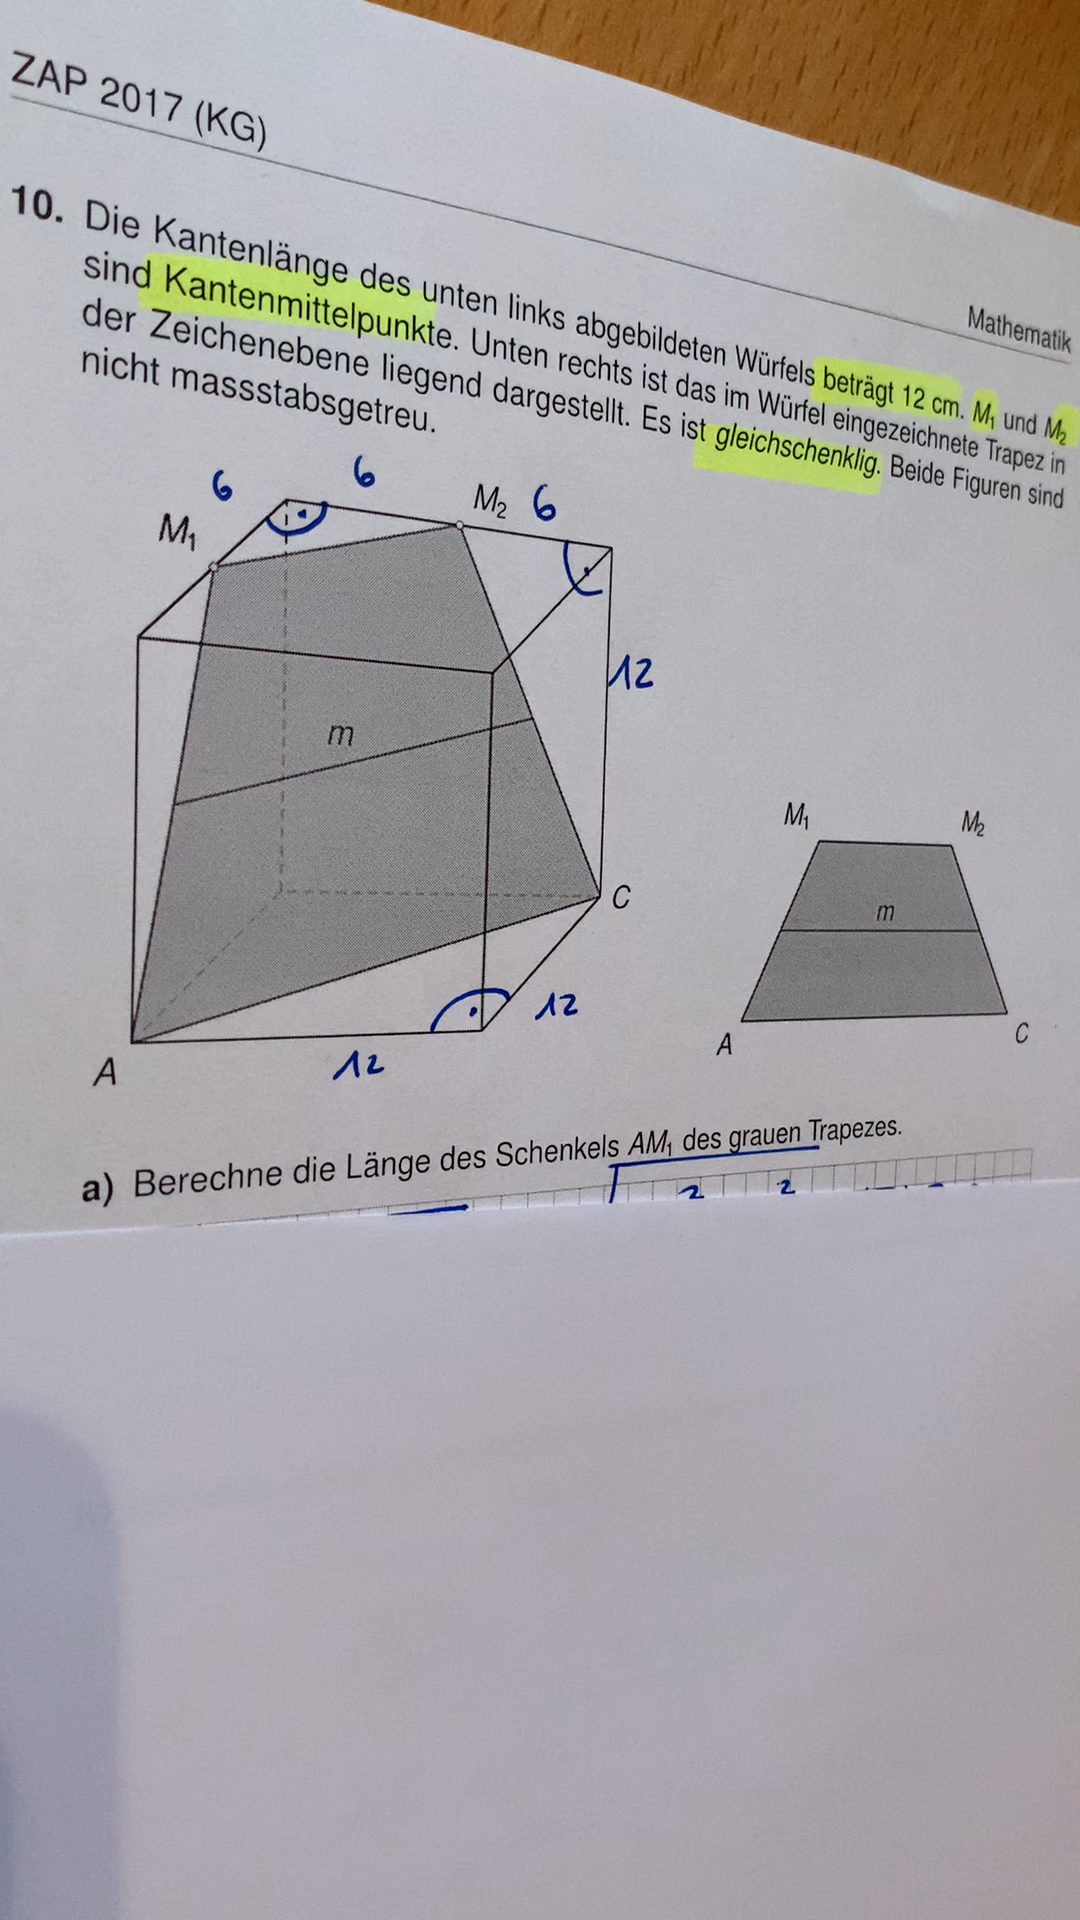 ZAP 2017 (KG)
Mathematik
10. Die Kantenlänge des unten links abgebildeten Würfels beträgt 12 cm. M₁ und M₂
sind Kantenmittelpunkte. Unten rechts ist das im Würfel eingezeichnete Trapez in
der Zeichenebene liegend dargestellt. Es ist gleichschenklig. Beide Figuren sind
nicht massstabsgetreu.
6
6
M₂ 6
M₁
12
m
M₁
M₂
m
C
12
A
12
A
C
a) Berechne die Länge des Schenkels AM₁ des grauen Trapezes.
2 2